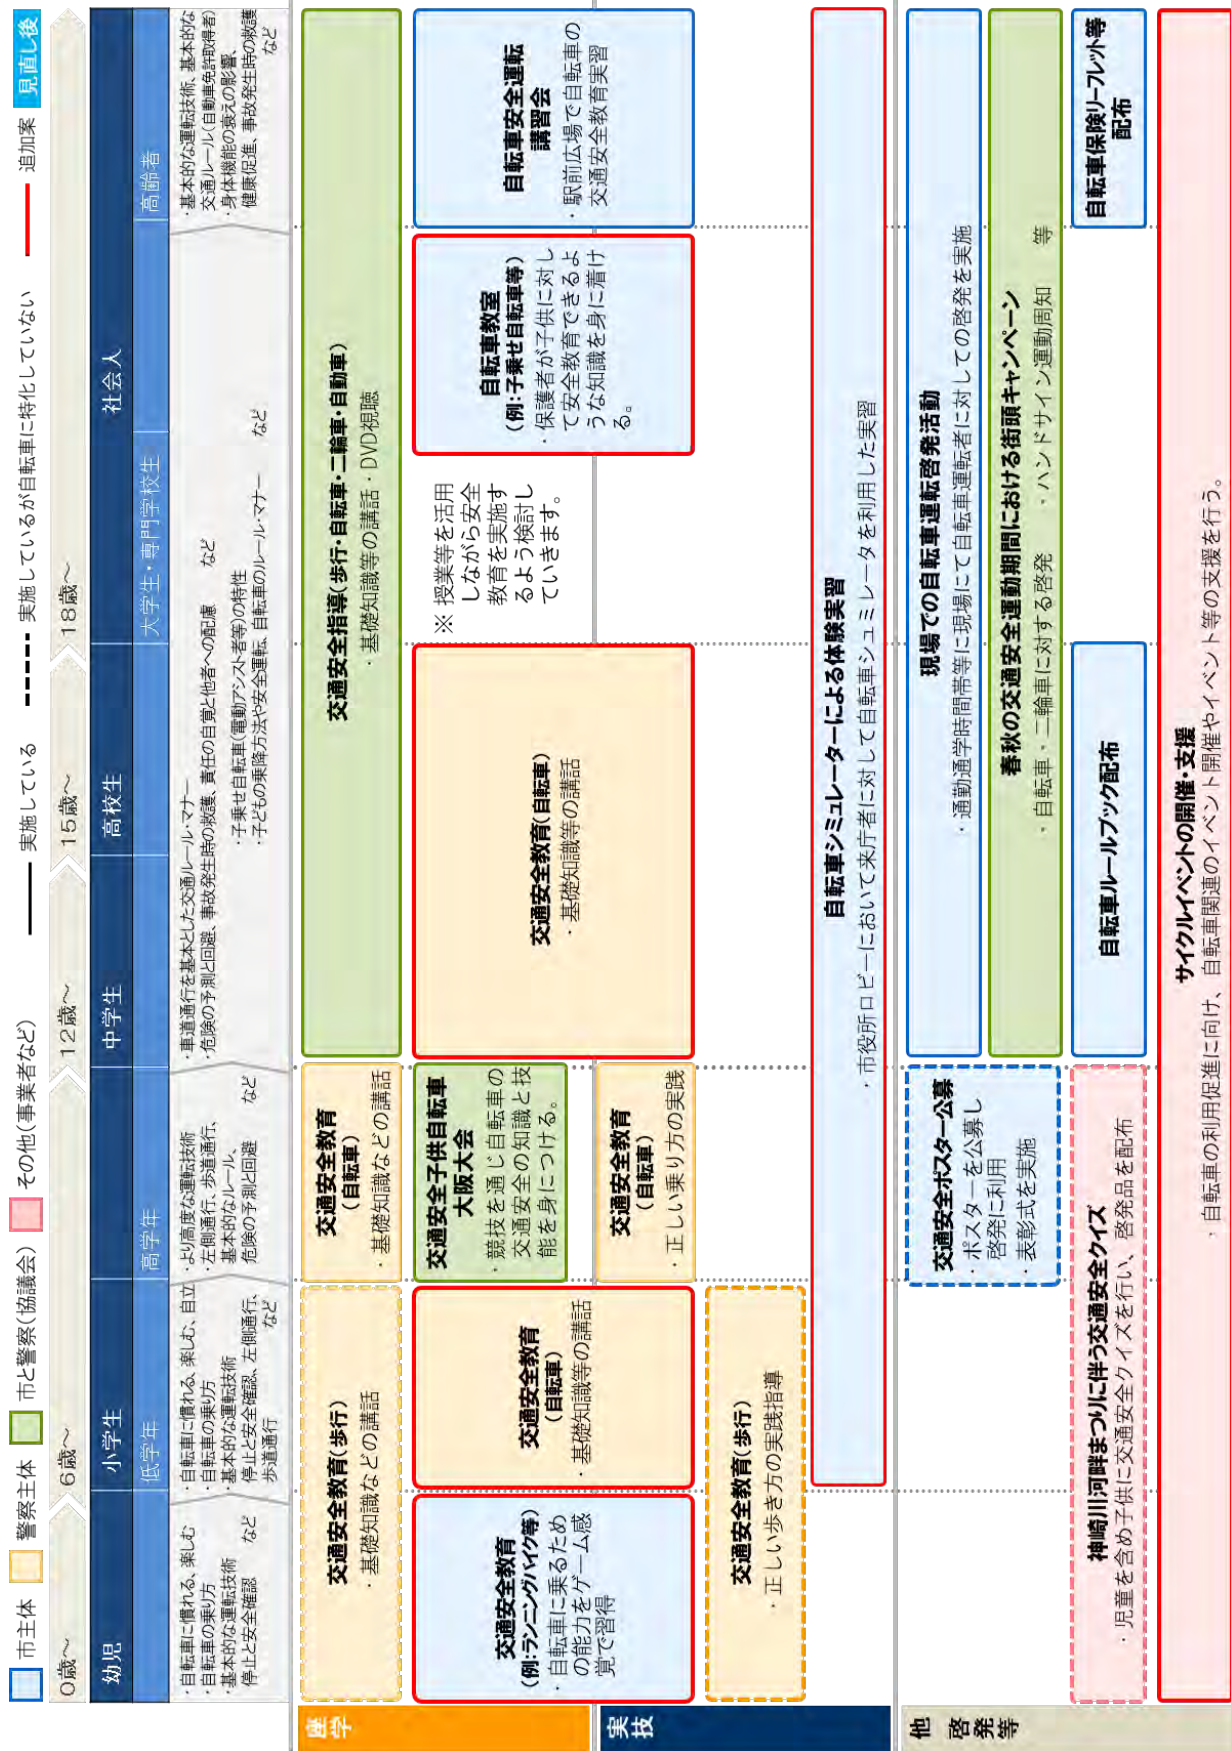 市主体
警察主体
市と警察(協議会)
その他(事業者など)
実施している
実施しているが自転車に特化していない
追加案
見直し後
0歳～
6歳～
12歳～
15歳～
18歳～
幼児
小学生
中学生
高校生
社会人
低学年
高学年
大学生・専門学校生
高齢者
・自転車に慣れる、楽しむ
・自転車の乗り方
・基本的な運転技術
停止と安全確認
など
・自転車に慣れる、楽しむ、自立
・自転車の乗り方
・基本的な運転技術
停止と安全確認、左側通行、
歩道通行
など
・より高度な運転技術
左側通行、歩道通行、
基本的なルール、
危険の予測と回避
など
・車道通行を基本とした交通ルール・マナー
・危険の予測と回避、事故発生時の救護、責任の自覚と他者への配慮
など
・子乗せ自転車(電動アシスト者等)の特性
・子どもの乗降方法や安全運転、自転車のルール・マナー
など
・基本的な運転技術、基本的な
交通ルール(自動車免許取得者)
・身体機能の衰えの影響、
健康促進、事故発生時の救護
など
座学
交通安全教育(歩行)
・基礎知識などの講話
交通安全教育
(自転車)
・基礎知識などの講話
交通安全指導(歩行・自転車・二輪車・自動車)
・基礎知識等の講話・DVD視聴
交通安全教育
(例:ランニングバイク等)
・自転車に乗るため
の能力をゲーム感
覚で習得
交通安全教育
(自転車)
・基礎知識等の講話
交通安全子供自転車
大阪大会
・競技を通じ自転車の
交通安全の知識と技
能を身につける。
交通安全教育(自転車)
・基礎知識等の講話
※ 授業等を活用
しながら安全
教育を実施す
るよう検討し
ていきます。
自転車教室
(例:子乗せ自転車等)
・保護者が子供に対し
て安全教育できるよ
うな知識を身に着け
る。
自転車安全運転
講習会
・駅前広場で自転車の
交通安全教育実習
実技
交通安全教育
(自転車)
・正しい乗り方の実践
交通安全教育(歩行)
・正しい歩き方の実践指導
自転車シミュレーターによる体験実習
・市役所ロビーにおいて来庁者に対して自転車シュミレータを利用した実習
他
啓発等
交通安全ポスター公募
・ポスターを公募し
啓発に利用
・表彰式を実施
現場での自転車運転啓発活動
・通勤通学時間帯等に現場にて自転車運転者に対しての啓発を実施
春秋の交通安全運動期間における街頭キャンペーン
・自転車・二輪車に対する啓発 ・ハンドサイン運動周知 等
神崎川河畔まつりに伴う交通安全クイズ
・児童を含め子供に交通安全クイズを行い、啓発品を配布
自転車ルールブック配布
自転車保険リーフレット等
配布
サイクルイベントの開催・支援
・自転車の利用促進に向け、自転車関連のイベント開催やイベント等の支援を行う。